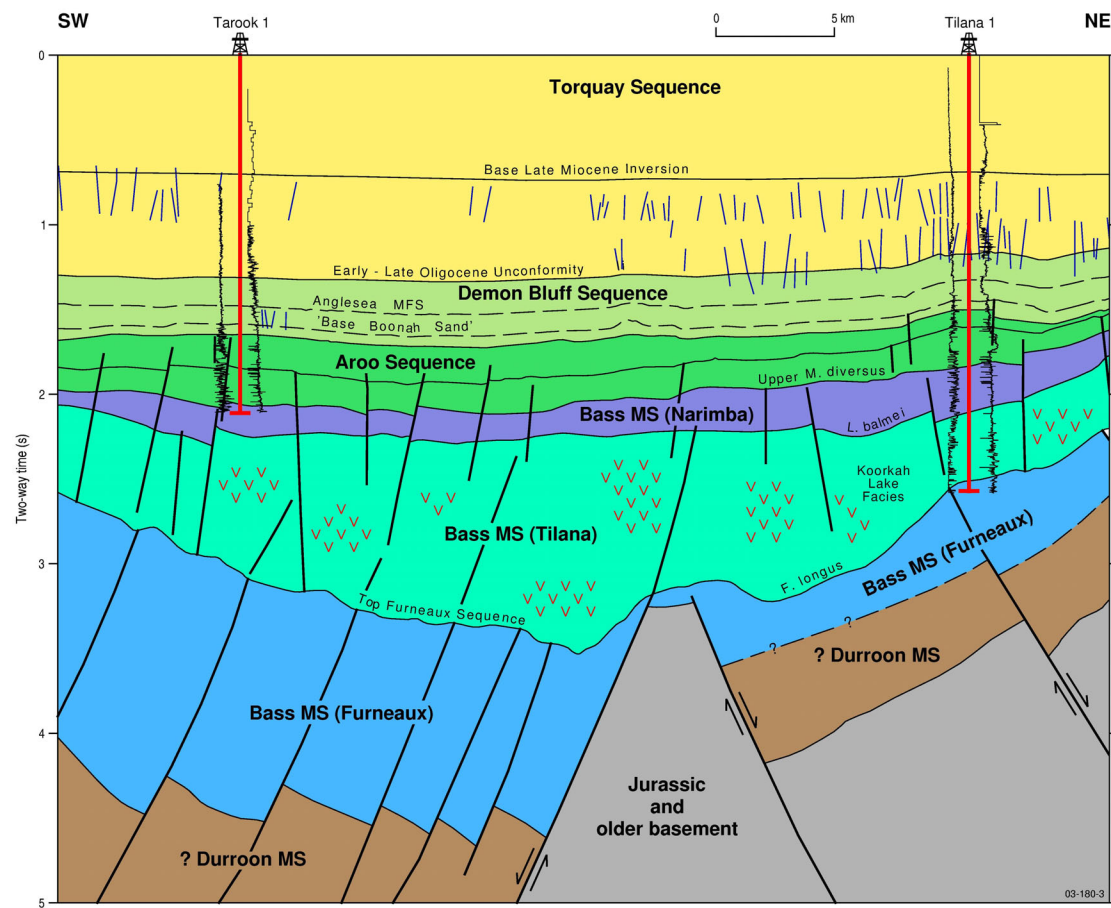 SW
Tarook 1
0
5 km
Tilana 1
NE
0
Torquay Sequence
Base Late Miocene Inversion
1
Early - Late Oligocene Unconformity
Demon Bluff Sequence
Anglesea MFS
'Base Boonah Sand'
Aroo Sequence
Upper M. diversus
2
Bass MS (Narimba)
L. balmei
Two-way time (s)
Koorkah
Lake
Facies
Bass MS (Tilana)
Bass MS (Furneaux)
3
F. longus
Top Furneaux Sequence
?
?
? Durroon MS
Bass MS (Furneaux)
4
Jurassic
and
older basement
? Durroon MS
03-180-3
5